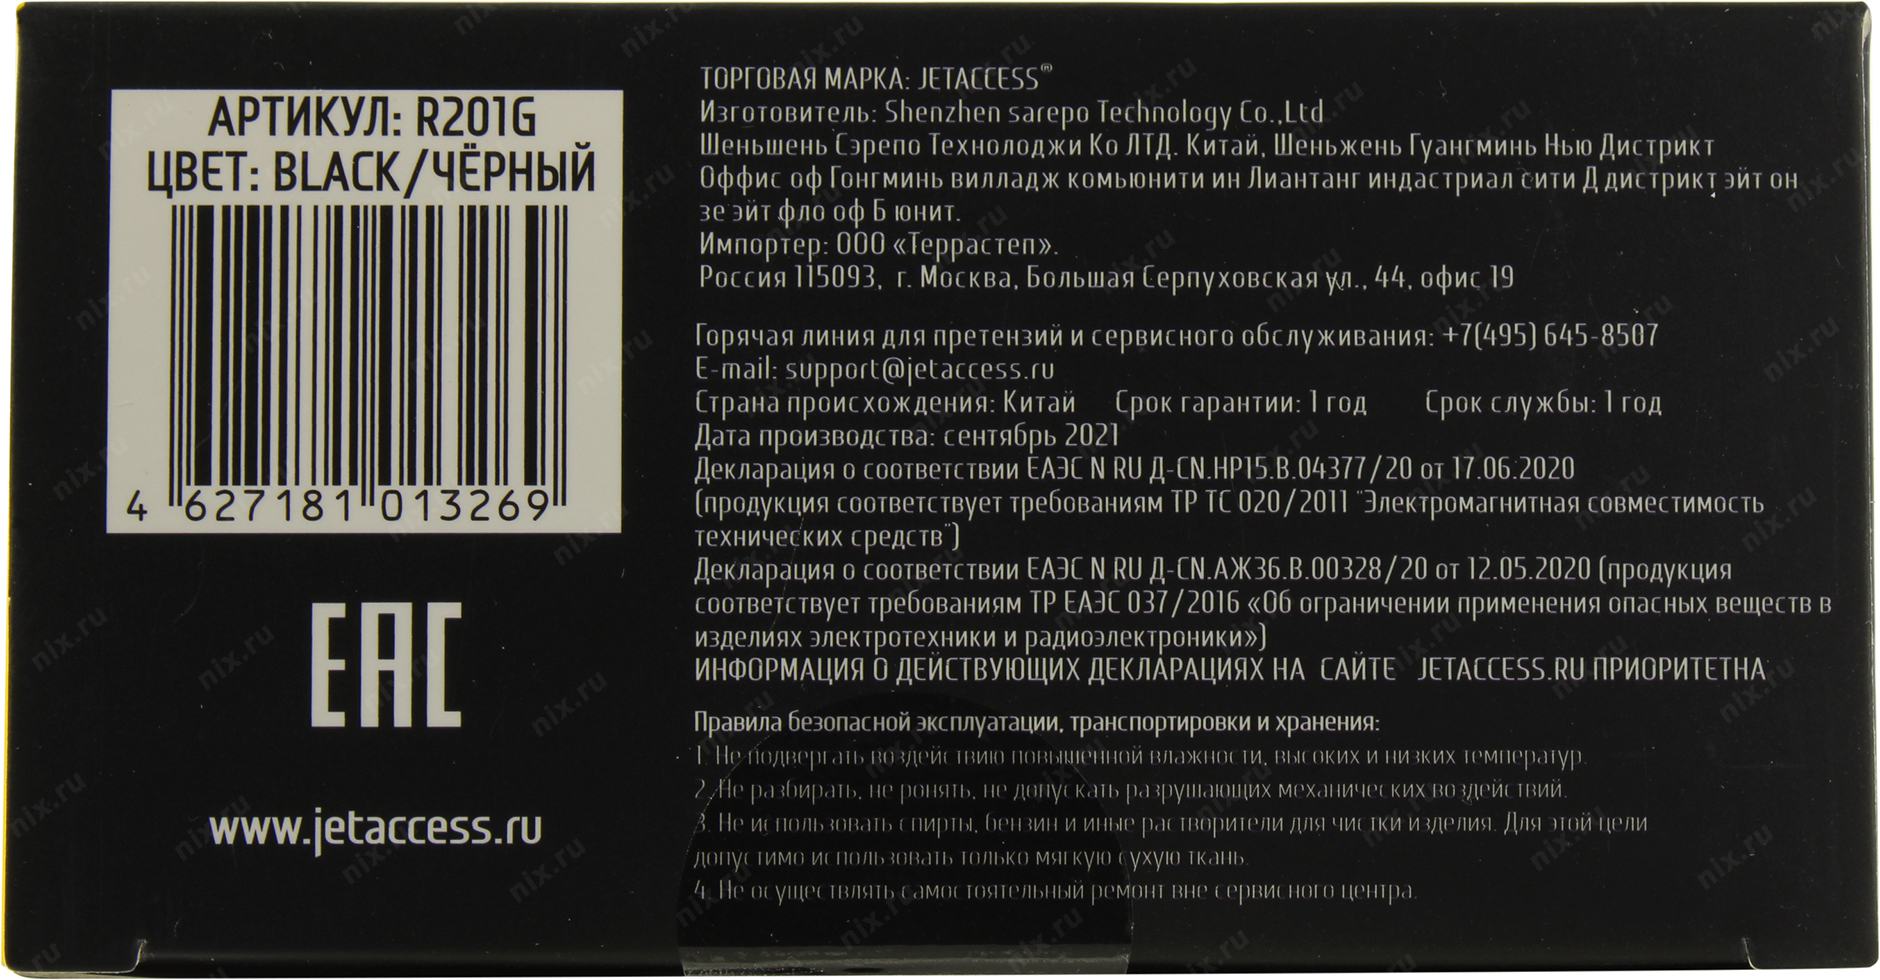 АРТИКУЛ: R201G
ЦВЕТ: BLACK/ЧЁРНЫЙ
4 627181 013269
EAC
www.jetaccess.ru
ТОРГОВАЯ МАРКА: JETACCESS®
Изготовитель: Shenzhen sarepo Technology Co.,Ltd
Шеньшень Сэрепо Технолоджи Ко ЛТД. Китай, Шеньжень Гуангминь Нью Дистрикт
Оффис оф Гонгминь вилладж комьюнити ин Лиантанг индастриал сити Д дистрикт эйт он
зе эйт фло оф Б юнит.
Импортер: ООО «Террастеп».
Россия 115093, г. Москва, Большая Серпуховская ул., 44, офис 19
Горячая линия для претензий и сервисного обслуживания: +7(495) 645-8507
E-mail: support@jetaccess.ru
Страна происхождения: Китай Срок гарантии: 1 год Срок службы: 1 год
Дата производства: сентябрь 2021
Декларация о соответствии ЕАЭС N RU Д-CN.НР15.В.04377/20 от 17.06.2020
(продукция соответствует требованиям ТР ТС 020/2011 "Электромагнитная совместимость
технических средств")
Декларация о соответствии ЕАЭС N RU Д-CN.АЖ36.В.00328/20 от 12.05.2020 (продукция
соответствует требованиям ТР ЕАЭС 037/2016 «Об ограничении применения опасных веществ в
изделиях электротехники и радиоэлектроники»)
ИНФОРМАЦИЯ О ДЕЙСТВУЮЩИХ ДЕКЛАРАЦИЯХ НА САЙТЕ JETACCESS.RU ПРИОРИТЕТНА
Правила безопасной эксплуатации, транспортировки и хранения:
1. Не подвергать воздействию повышенной влажности, высоких и низких температур.
2. Не разбирать, не ронять, не допускать разрушающих механических воздействий.
3. Не использовать спирты, бензин и иные растворители для чистки изделия. Для этой цели
допустимо использовать только мягкую сухую ткань.
4. Не осуществлять самостоятельный ремонт вне сервисного центра.